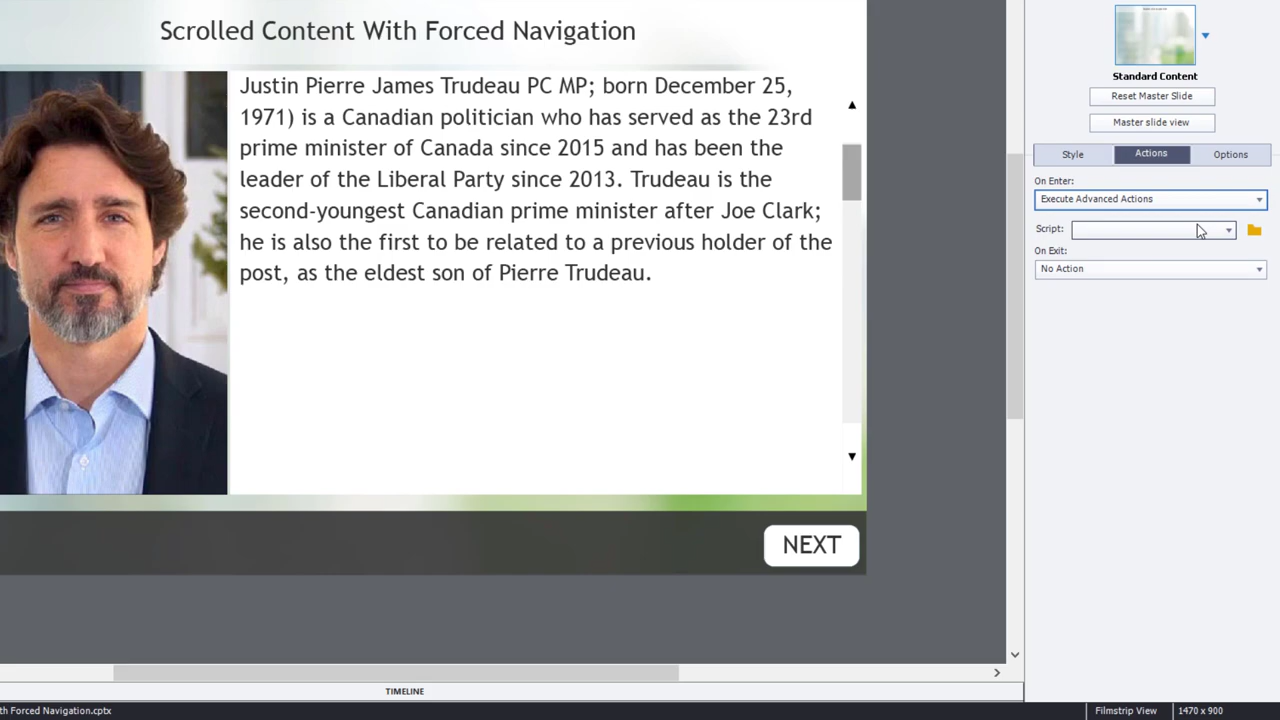 Scrolled Content With Forced Navigation
Justin Pierre James Trudeau PC MP; born December 25,
1971) is a Canadian politician who has served as the 23rd
prime minister of Canada since 2015 and has been the
leader of the Liberal Party since 2013. Trudeau is the
second-youngest Canadian prime minister after Joe Clark;
he is also the first to be related to a previous holder of the
post, as the eldest son of Pierre Trudeau.
NEXT
Standard Content
Reset Master Slide
Master slide view
Style
Actions
Options
On Enter:
Execute Advanced Actions
Script:
On Exit:
No Action
TIMELINE
th Forced Navigation.cptx
Filmstrip View
1470 x 900